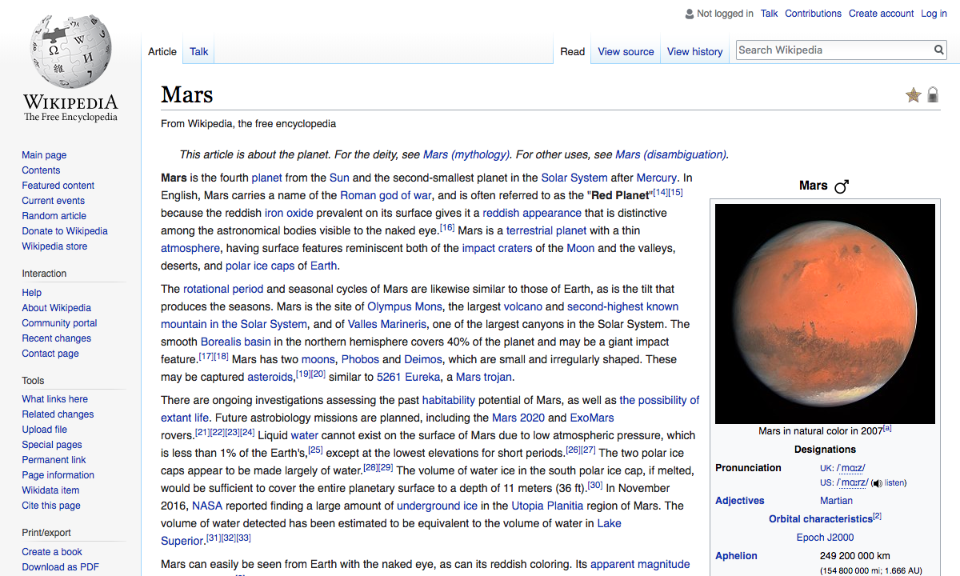 Not logged in Talk Contributions Create account Log in
Article Talk Read View source View history Search Wikipedia
WIKIPEDIA
The Free Encyclopedia
Main page
Contents
Featured content
Current events
Random article
Donate to Wikipedia
Wikipedia store
Interaction
Help
About Wikipedia
Community portal
Recent changes
Contact page
Tools
What links here
Related changes
Upload file
Special pages
Permanent link
Page information
Wikidata item
Cite this page
Print/export
Create a book
Download as PDF
Mars
From Wikipedia, the free encyclopedia
This article is about the planet. For the deity, see Mars (mythology). For other uses, see Mars (disambiguation).
Mars is the fourth planet from the Sun and the second-smallest planet in the Solar System after Mercury. In
English, Mars carries a name of the Roman god of war, and is often referred to as the "Red Planet"[14][15]
because the reddish iron oxide prevalent on its surface gives it a reddish appearance that is distinctive
among the astronomical bodies visible to the naked eye.[16] Mars is a terrestrial planet with a thin
atmosphere, having surface features reminiscent both of the impact craters of the Moon and the valleys,
deserts, and polar ice caps of Earth.
The rotational period and seasonal cycles of Mars are likewise similar to those of Earth, as is the tilt that
produces the seasons. Mars is the site of Olympus Mons, the largest volcano and second-highest known
mountain in the Solar System, and of Valles Marineris, one of the largest canyons in the Solar System. The
smooth Borealis basin in the northern hemisphere covers 40% of the planet and may be a giant impact
feature.[17][18] Mars has two moons, Phobos and Deimos, which are small and irregularly shaped. These
may be captured asteroids,[19][20] similar to 5261 Eureka, a Mars trojan.
There are ongoing investigations assessing the past habitability potential of Mars, as well as the possibility of
extant life. Future astrobiology missions are planned, including the Mars 2020 and ExoMars
rovers.[21][22][23][24] Liquid water cannot exist on the surface of Mars due to low atmospheric pressure, which
is less than 1% of the Earth's,[25] except at the lowest elevations for short periods.[26][27] The two polar ice
caps appear to be made largely of water.[28][29] The volume of water ice in the south polar ice cap, if melted,
would be sufficient to cover the entire planetary surface to a depth of 11 meters (36 ft).[30] In November
2016, NASA reported finding a large amount of underground ice in the Utopia Planitia region of Mars. The
volume of water detected has been estimated to be equivalent to the volume of water in Lake
Superior.[31][32][33]
Mars can easily be seen from Earth with the naked eye, as can its reddish coloring. Its apparent magnitude
Mars ♂
Mars in natural color in 2007[a]
Designations
Pronunciation UK: /ˈmɑːz/
US: /ˈmɑːrz/ (listen)
Adjectives Martian
Orbital characteristics[2]
Epoch J2000
Aphelion 249 200 000 km
(154 800 000 mi; 1.666 AU)